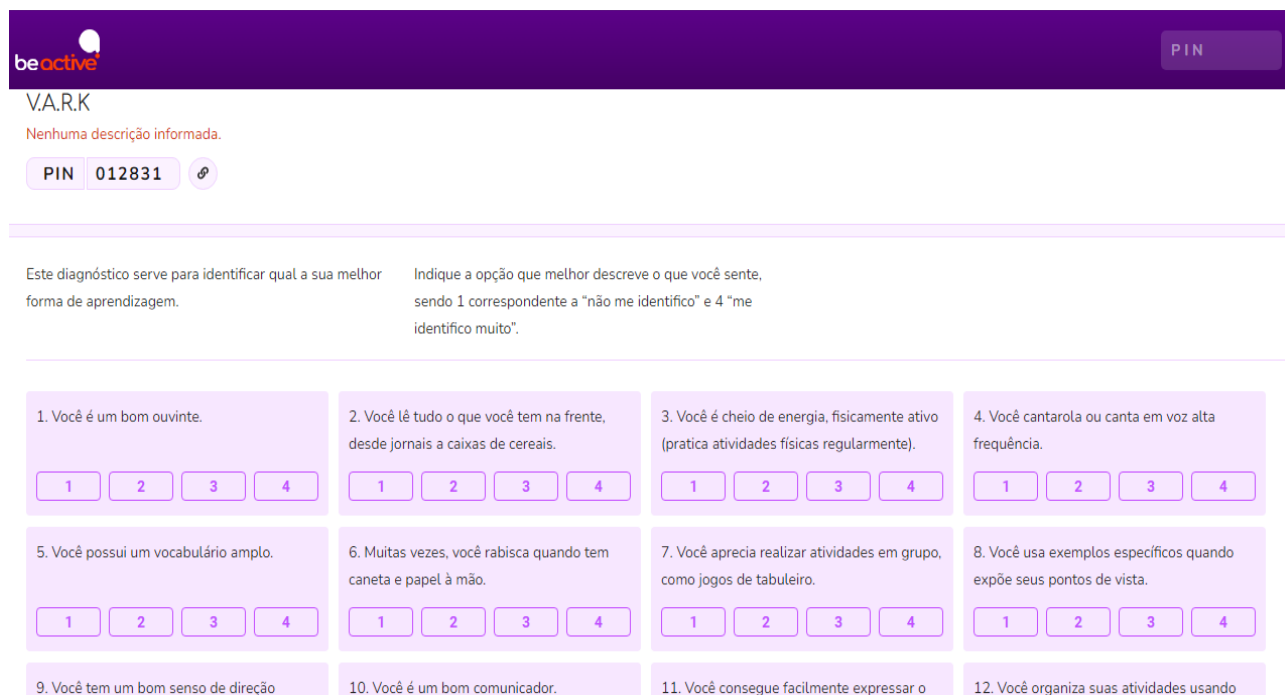 be active
PIN
V.A.R.K
Nenhuma descrição informada.
PIN 012831
Este diagnóstico serve para identificar qual a sua melhor
forma de aprendizagem.
Indique a opção que melhor descreve o que você sente,
sendo 1 correspondente a “não me identifico” e 4 “me
identifico muito”.
1. Você é um bom ouvinte.
1 2 3 4
2. Você lê tudo o que você tem na frente,
desde jornais a caixas de cereais.
1 2 3 4
3. Você é cheio de energia, fisicamente ativo
(pratica atividades físicas regularmente).
1 2 3 4
4. Você cantarola ou canta em voz alta
frequência.
1 2 3 4
5. Você possui um vocabulário amplo.
1 2 3 4
6. Muitas vezes, você rabisca quando tem
caneta e papel à mão.
1 2 3 4
7. Você aprecia realizar atividades em grupo,
como jogos de tabuleiro.
1 2 3 4
8. Você usa exemplos específicos quando
expõe seus pontos de vista.
1 2 3 4
9. Você tem um bom senso de direção
10. Você é um bom comunicador.
11. Você consegue facilmente expressar o
12. Você organiza suas atividades usando